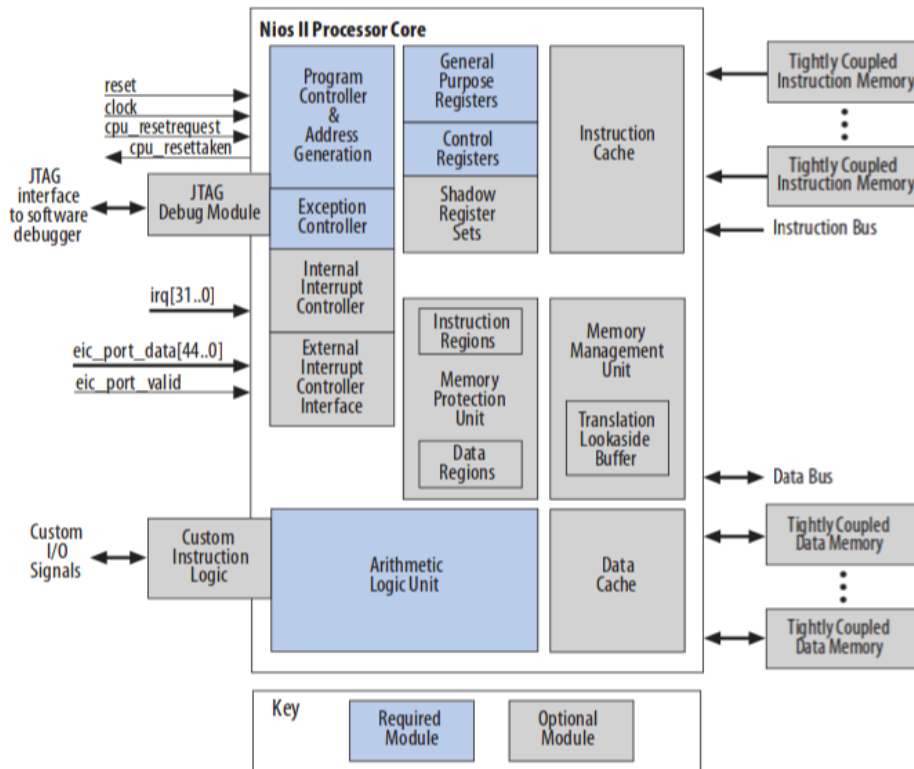 Nios II Processor Core
reset
clock
cpu_resetrequest
cpu_resettaken
JTAG
interface
to software
debugger
JTAG
Debug Module
irq[31..0]
eic_port_data[44..0]
eic_port_valid
Custom
I/O
Signals
Custom
Instruction
Logic
Program
Controller
&
Address
Generation
Exception
Controller
Internal
Interrupt
Controller
External
Interrupt
Controller
Interface
General
Purpose
Registers
Control
Registers
Shadow
Register
Sets
Instruction
Cache
Instruction
Regions
Memory
Protection
Unit
Data
Regions
Memory
Management
Unit
Translation
Lookaside
Buffer
Arithmetic
Logic Unit
Data
Cache
Tightly Coupled
Instruction Memory
Tightly Coupled
Instruction Memory
Instruction Bus
Data Bus
Tightly Coupled
Data Memory
Tightly Coupled
Data Memory
Key
Required
Module
Optional
Module